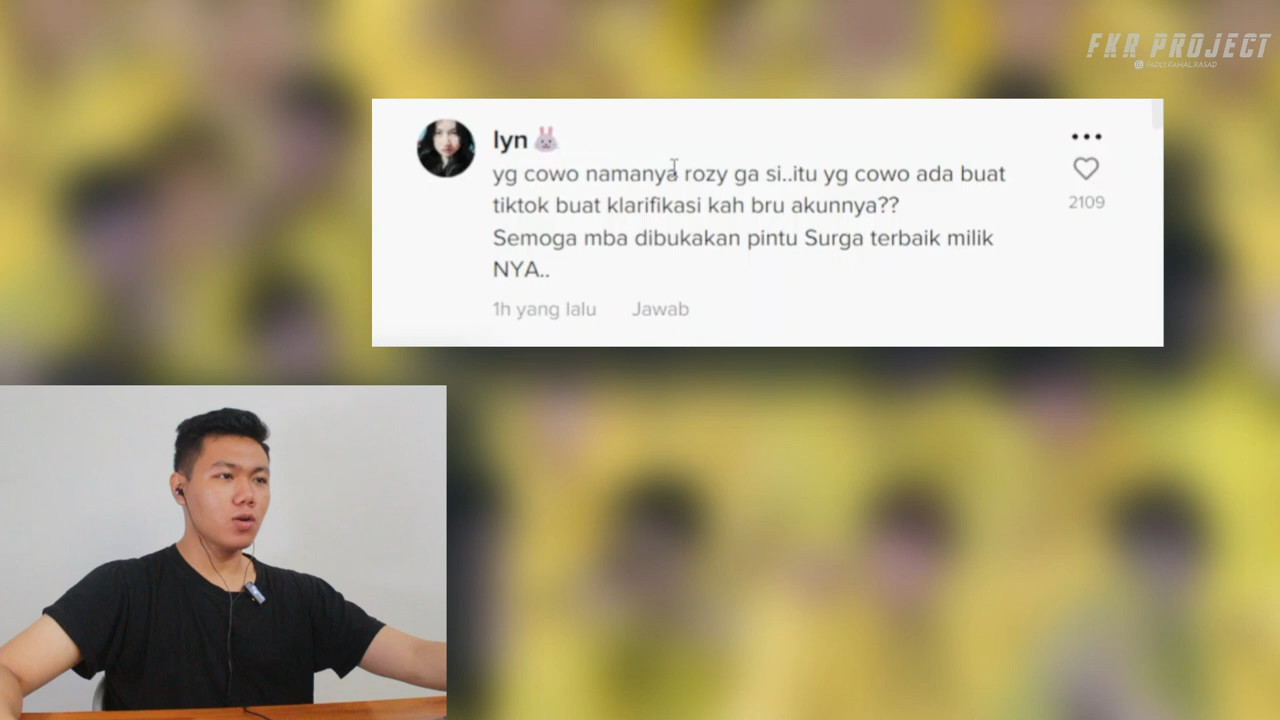 FKR PROJECT
lyn
yg cowo namanya rozy ga si..itu yg cowo ada buat
tiktok buat klarifikasi kah bru akunnya??
Semoga mba dibukakan pintu Surga terbaik milik
NYA..
2109
1h yang lalu Jawab